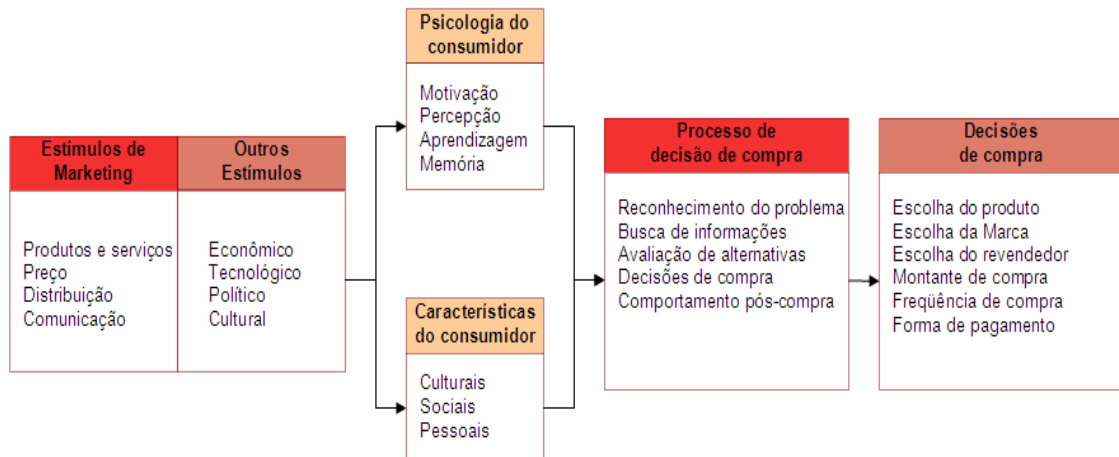 Estímulos de
Marketing
Outros
Estímulos
Produtos e serviços
Preço
Distribuição
Comunicação
Econômico
Tecnológico
Político
Cultural
Psicologia do
consumidor
Motivação
Percepção
Aprendizagem
Memória
Características
do consumidor
Culturais
Sociais
Pessoais
Processo de
decisão de compra
Reconhecimento do problema
Busca de informações
Avaliação de alternativas
Decisões de compra
Comportamento pós-compra
Decisões
de compra
Escolha do produto
Escolha da Marca
Escolha do revendedor
Montante de compra
Freqüência de compra
Forma de pagamento